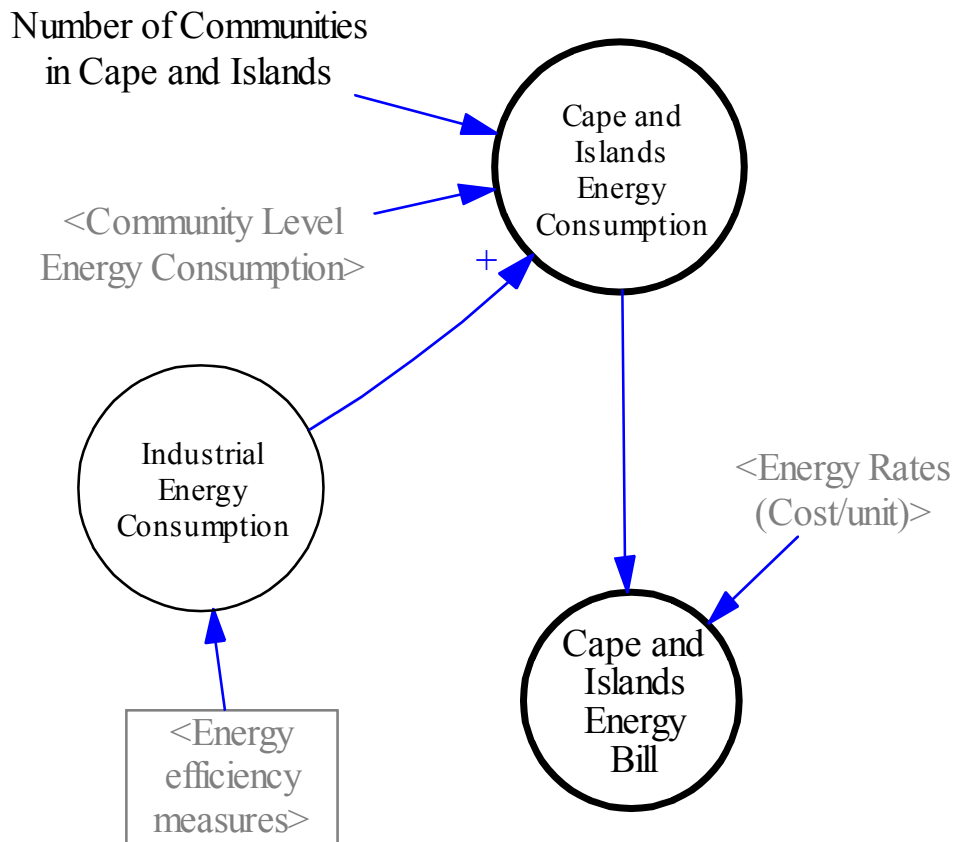 Number of Communities
in Cape and Islands
Cape and
Islands
Energy
Consumption
<Community Level
Energy Consumption>
+
Industrial
Energy
Consumption
<Energy Rates
(Cost/unit)>
Cape and
Islands
Energy
Bill
<Energy
efficiency
measures>